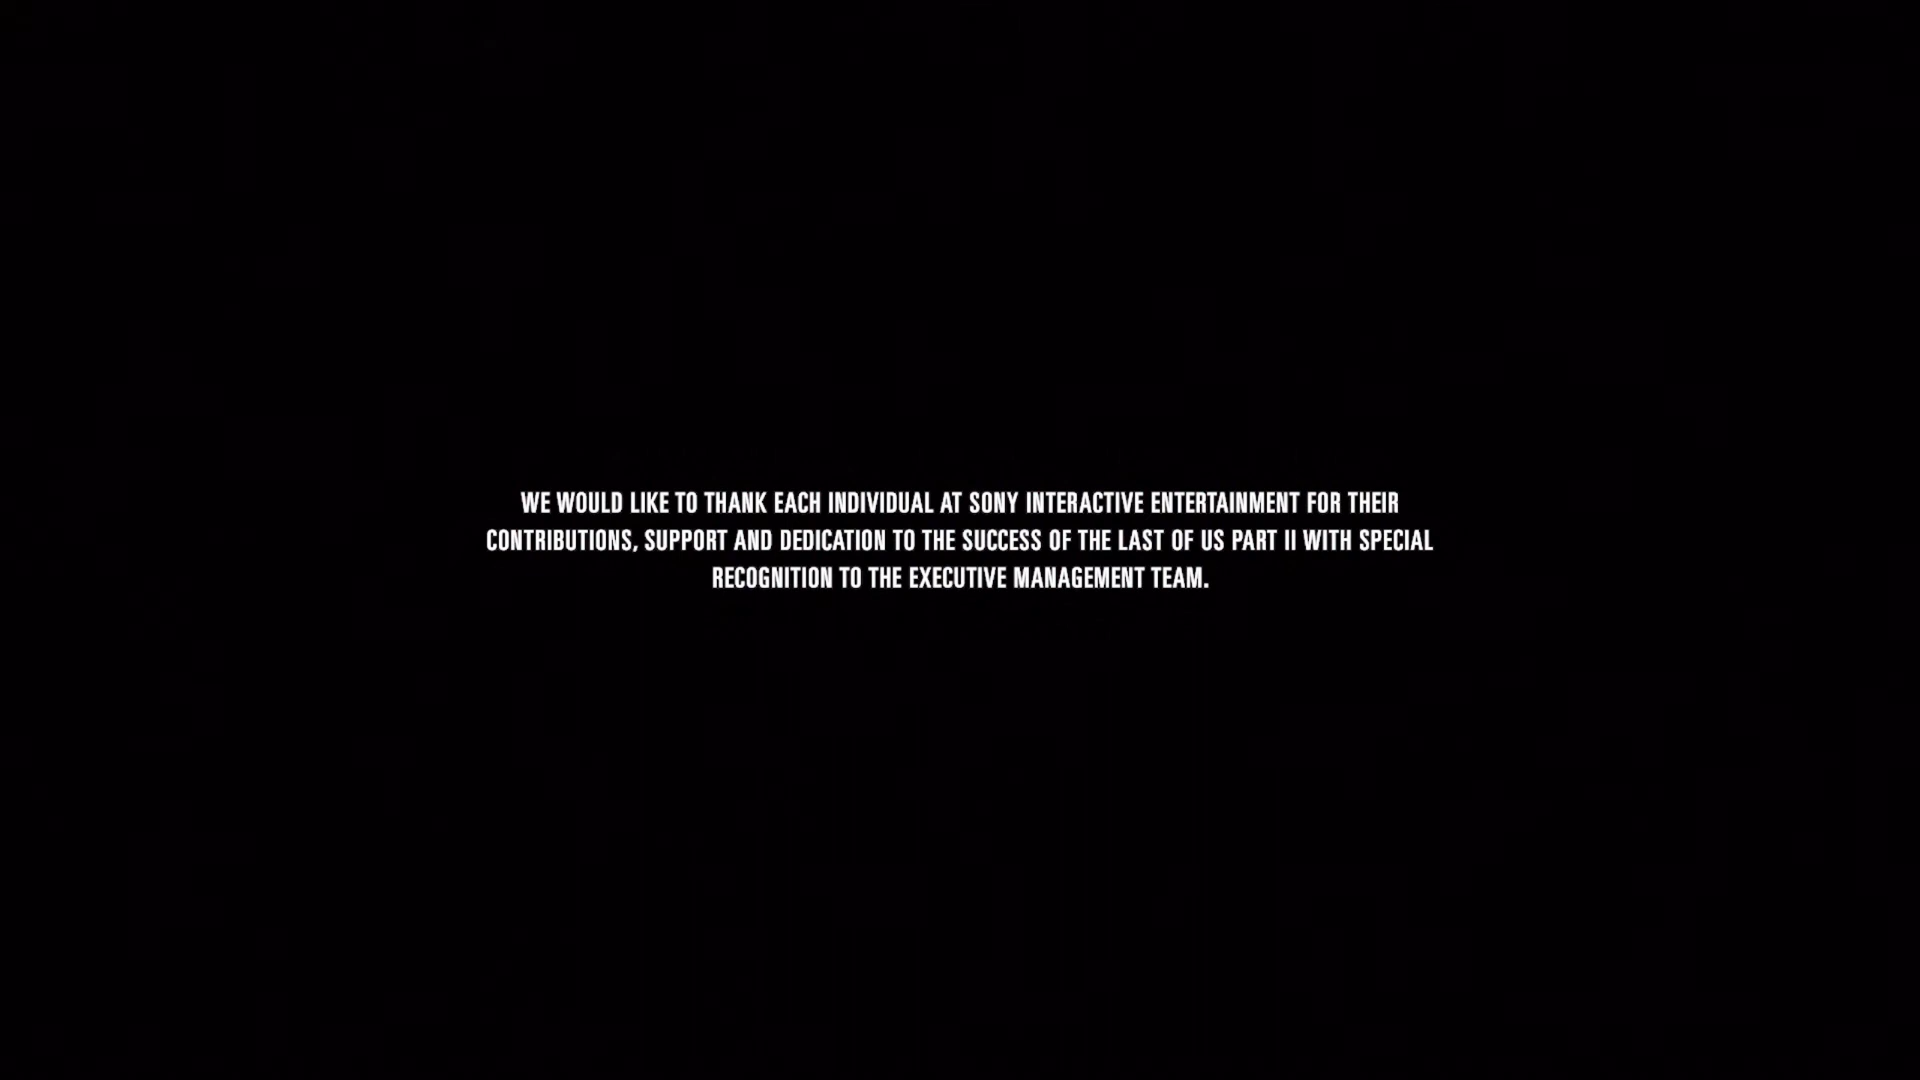 WE WOULD LIKE TO THANK EACH INDIVIDUAL AT SONY INTERACTIVE ENTERTAINMENT FOR THEIR
CONTRIBUTIONS, SUPPORT AND DEDICATION TO THE SUCCESS OF THE LAST OF US PART II WITH SPECIAL
RECOGNITION TO THE EXECUTIVE MANAGEMENT TEAM.